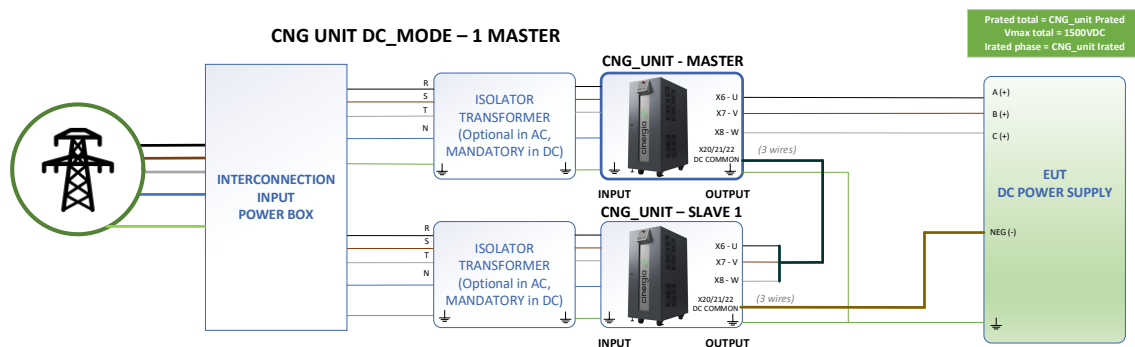 CNG UNIT DC_MODE – 1 MASTER
Prated total = CNG_unit Prated
Vmax total = 1500VDC
Irated phase = CNG_unit Irated
INTERCONNECTION
INPUT
POWER BOX
R
S
T
N
ISOLATOR
TRANSFORMER
(Optional in AC,
MANDATORY in DC)
CNG_UNIT - MASTER
cinergia
X6 - U
X7 - V
X8 - W
X20/21/22
DC COMMON
(3 wires)
INPUT
OUTPUT
R
S
T
N
ISOLATOR
TRANSFORMER
(Optional in AC,
MANDATORY in DC)
CNG_UNIT – SLAVE 1
cinergia
X6 - U
X7 - V
X8 - W
X20/21/22
DC COMMON
(3 wires)
INPUT
OUTPUT
A (+)
B (+)
C (+)
EUT
DC POWER SUPPLY
NEG (-)